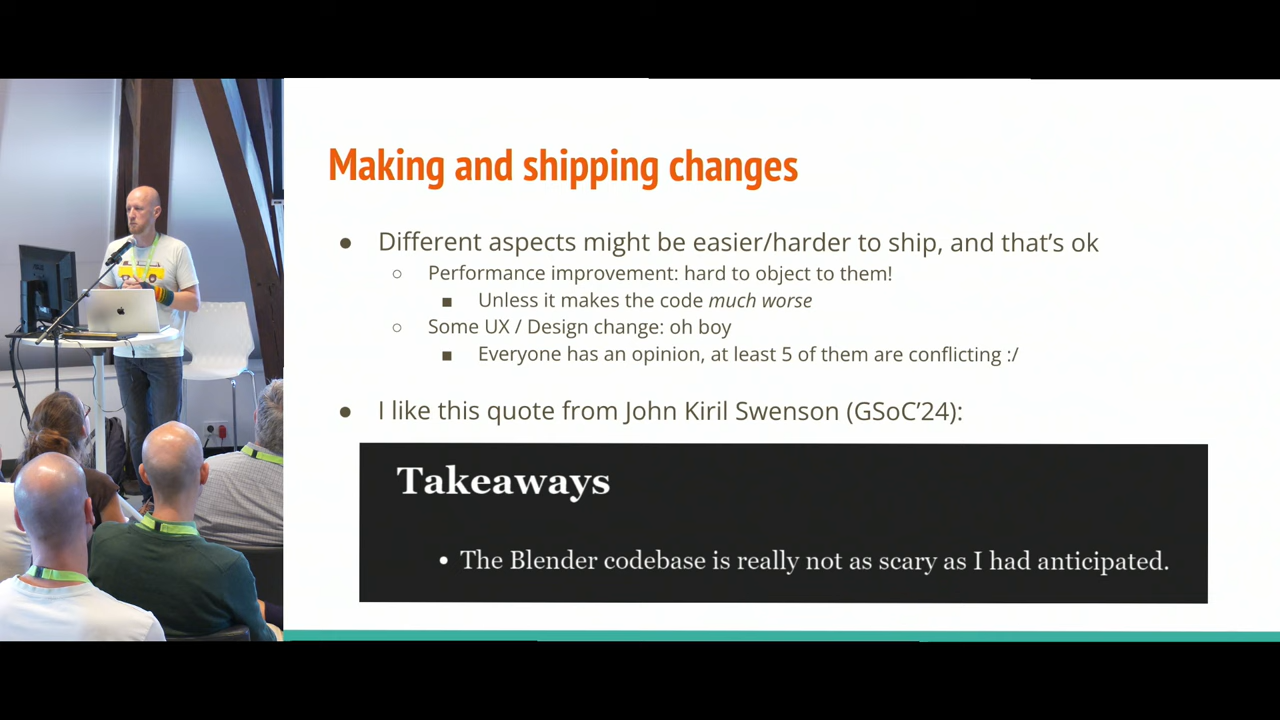 Making and shipping changes
● Different aspects might be easier/harder to ship, and that's ok
○ Performance improvement: hard to object to them!
■ Unless it makes the code much worse
○ Some UX / Design change: oh boy
■ Everyone has an opinion, at least 5 of them are conflicting :/
● I like this quote from John Kiril Swenson (GSoC'24):
Takeaways
• The Blender codebase is really not as scary as I had anticipated.